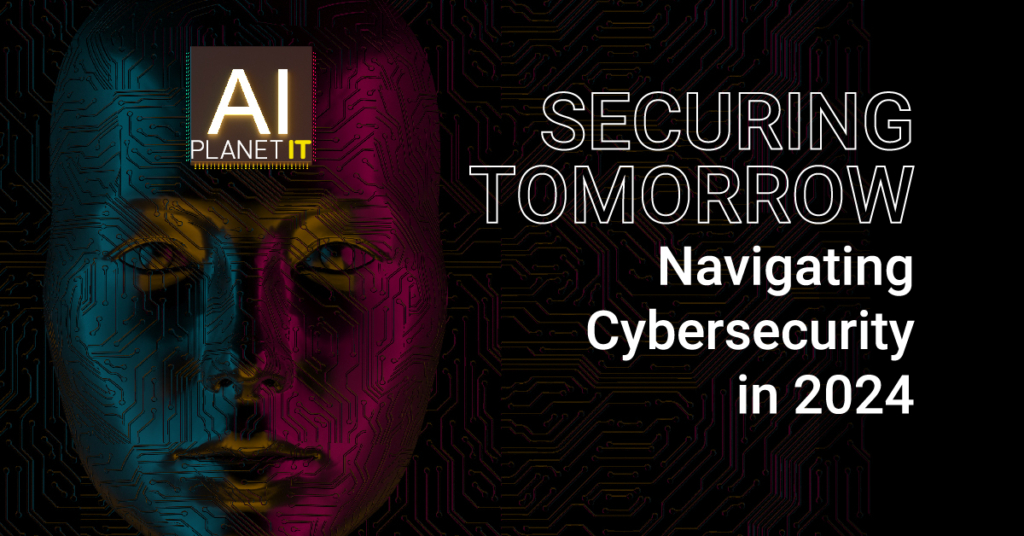 AI
PLANET IT
SECURING
TOMORROW
Navigating
Cybersecurity
in 2024